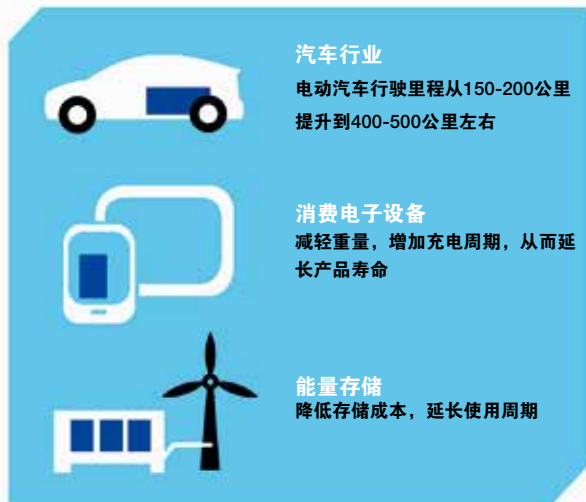 汽车行业
电动汽车行驶里程从150-200公里
提升到400-500公里左右
消费电子设备
减轻重量，增加充电周期，从而延
长产品寿命
能量存储
降低存储成本，延长使用周期